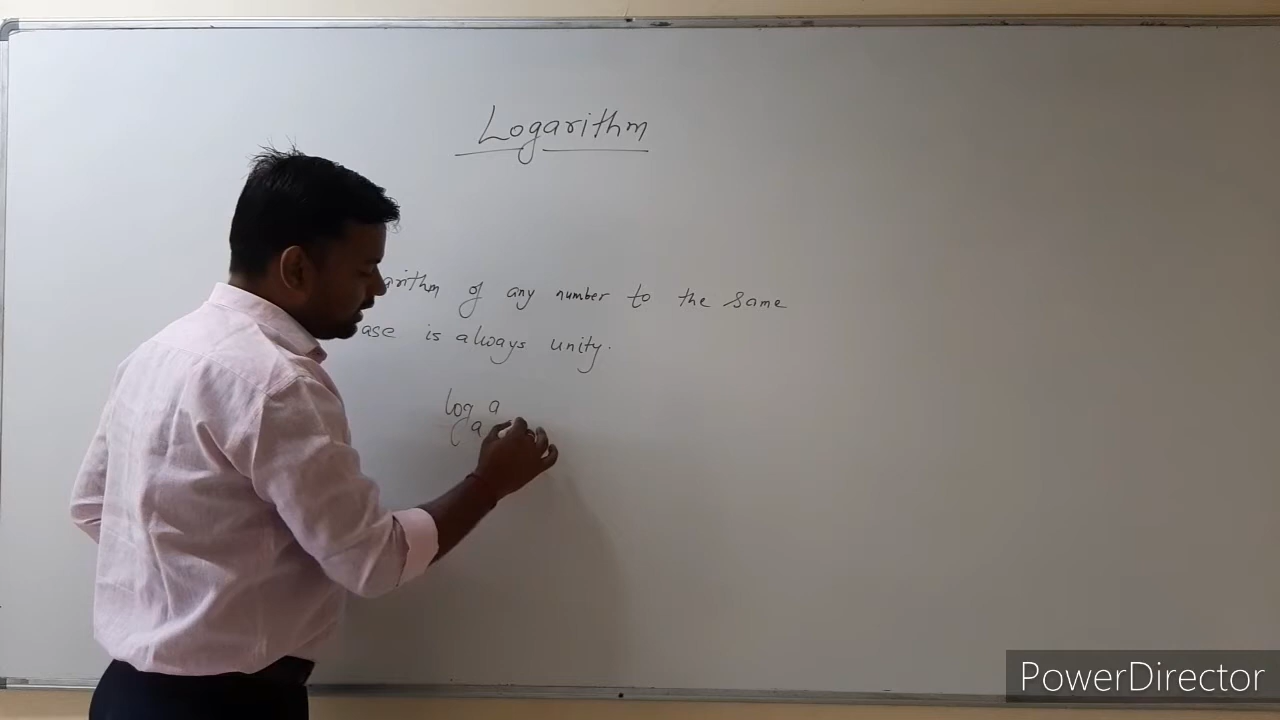 Logarithm
arithm of any number to the same
ase is always unity.
log a
a
PowerDirector